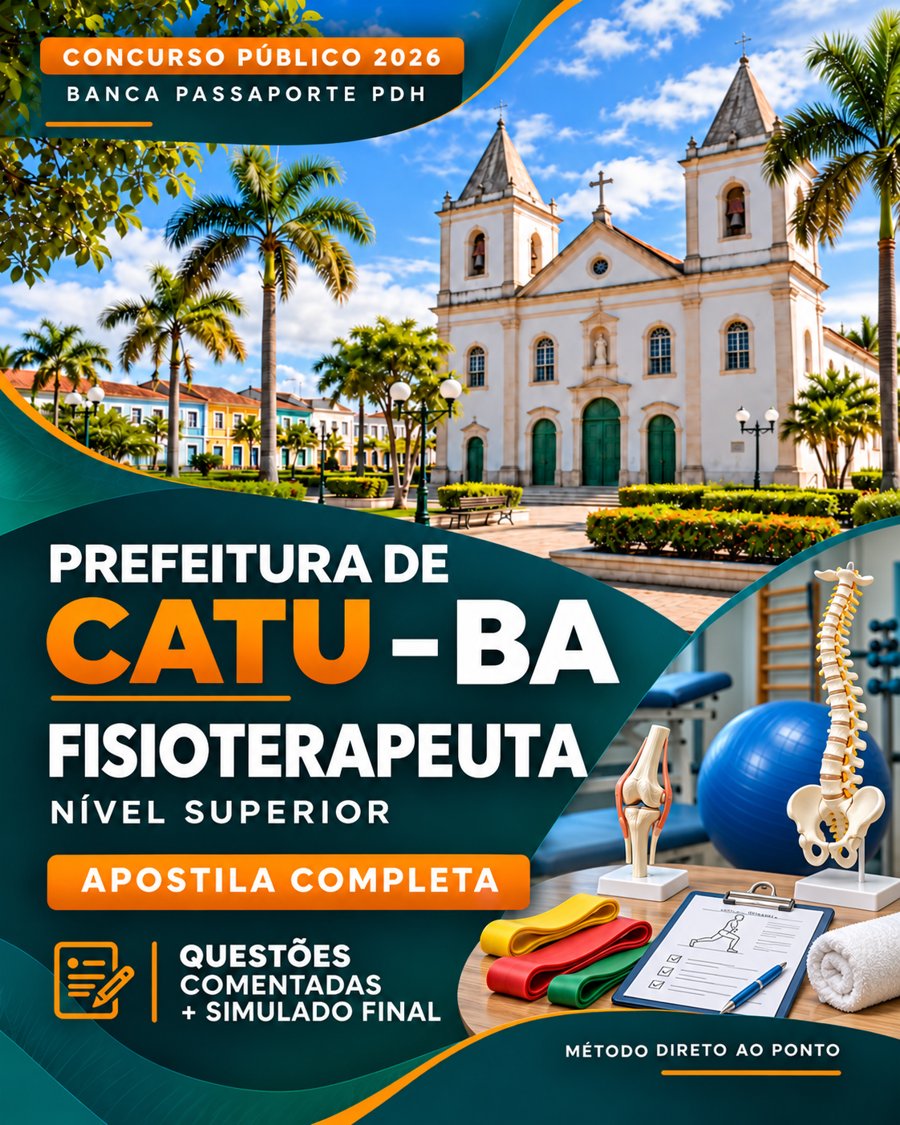 CONCURSO PÚBLICO 2026
BANCA PASSAPORTE PDH
PREFEITURA DE
CATU – BA
FISIOTERAPEUTA
NÍVEL SUPERIOR
APOSTILA COMPLETA
QUESTÕES
COMENTADAS
+ SIMULADO FINAL
MÉTODO DIRETO AO PONTO